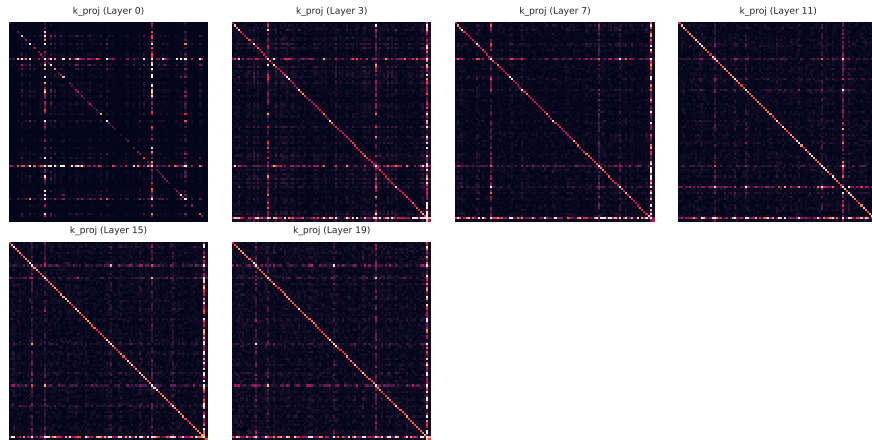 k_proj (Layer 0)
k_proj (Layer 3)
k_proj (Layer 7)
k_proj (Layer 11)
k_proj (Layer 15)
k_proj (Layer 19)